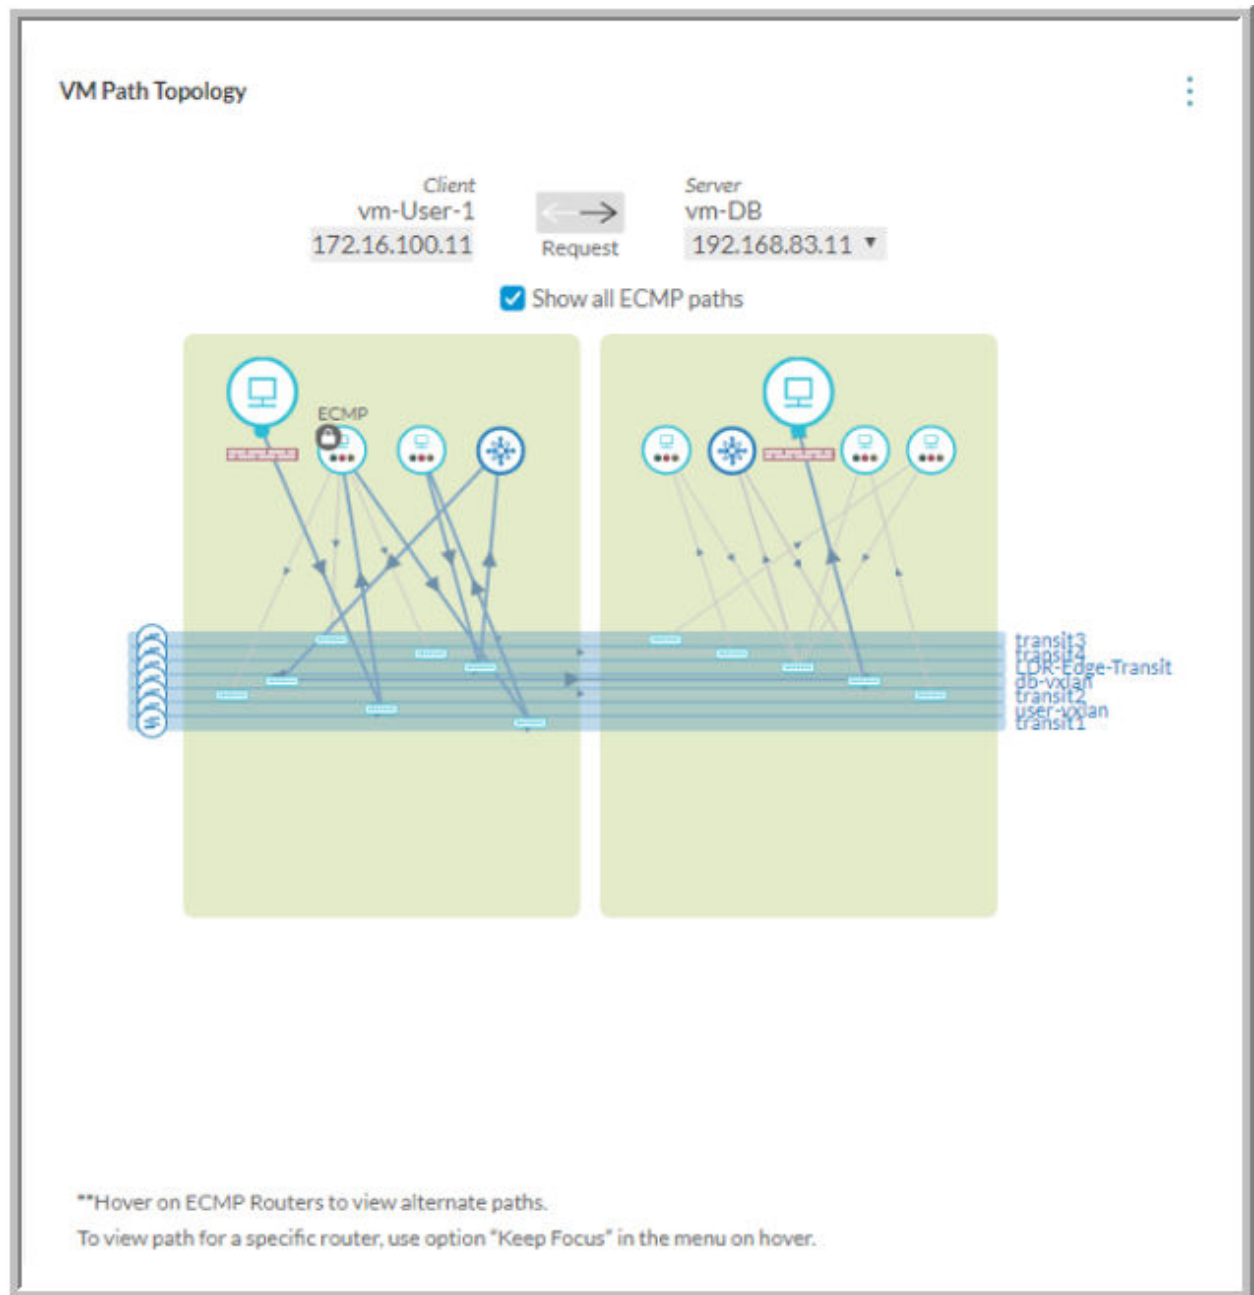 VM Path Topology
Client
vm-User-1
172.16.100.11
Request
Server
vm-DB
192.168.83.11
Show all ECMP paths
ECMP
transit3
transit4
LDR-Edge-Transit
db-vxlan
transit2
user-vxlan
transit1
**Hover on ECMP Routers to view alternate paths.
To view path for a specific router, use option "Keep Focus" in the menu on hover.